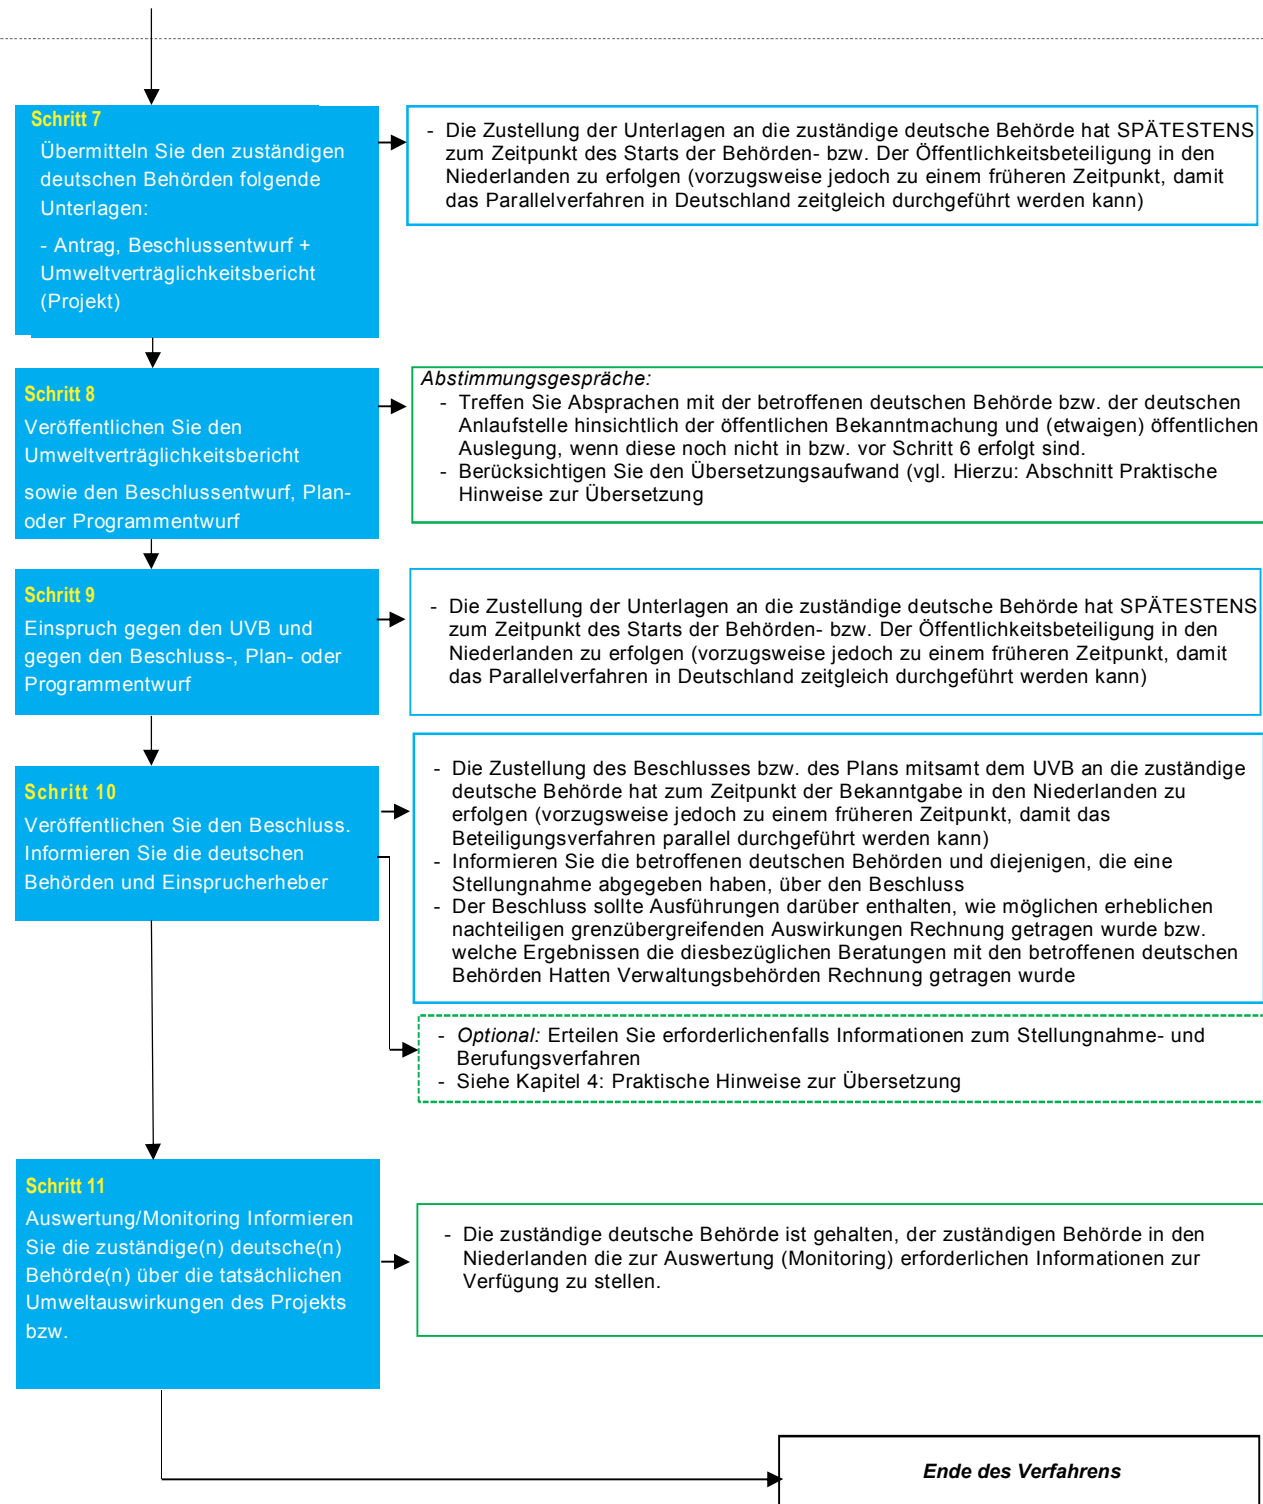 Schritt 7
Übermitteln Sie den zuständigen
deutschen Behörden folgende
Unterlagen:
- Antrag, Beschlussentwurf +
Umweltverträglichkeitsbericht
(Projekt)
- Die Zustellung der Unterlagen an die zuständige deutsche Behörde hat SPÄTESTENS
zum Zeitpunkt des Starts der Behörden- bzw. Der Öffentlichkeitsbeteiligung in den
Niederlanden zu erfolgen (vorzugsweise jedoch zu einem früheren Zeitpunkt, damit
das Parallelverfahren in Deutschland zeitgleich durchgeführt werden kann)
Schritt 8
Veröffentlichen Sie den
Umweltverträglichkeitsbericht
sowie den Beschlussentwurf, Plan-
oder Programmentwurf
Abstimmungsgespräche:
- Treffen Sie Absprachen mit der betroffenen deutschen Behörde bzw. der deutschen
Anlaufstelle hinsichtlich der öffentlichen Bekanntmachung und (etwaigen) öffentlichen
Auslegung, wenn diese noch nicht in bzw. vor Schritt 6 erfolgt sind.
- Berücksichtigen Sie den Übersetzungsaufwand (vgl. Hierzu: Abschnitt Praktische
Hinweise zur Übersetzung
Schritt 9
Einspruch gegen den UVB und
gegen den Beschluss-, Plan- oder
Programmentwurf
- Die Zustellung der Unterlagen an die zuständige deutsche Behörde hat SPÄTESTENS
zum Zeitpunkt des Starts der Behörden- bzw. Der Öffentlichkeitsbeteiligung in den
Niederlanden zu erfolgen (vorzugsweise jedoch zu einem früheren Zeitpunkt, damit
das Parallelverfahren in Deutschland zeitgleich durchgeführt werden kann)
Schritt 10
Veröffentlichen Sie den Beschluss.
Informieren Sie die deutschen
Behörden und Einsprucherheber
- Die Zustellung des Beschlusses bzw. des Plans mitsamt dem UVB an die zuständige
deutsche Behörde hat zum Zeitpunkt der Bekanntgabe in den Niederlanden zu
erfolgen (vorzugsweise jedoch zu einem früheren Zeitpunkt, damit das
Beteiligungsverfahren parallel durchgeführt werden kann)
- Informieren Sie die betroffenen deutschen Behörden und diejenigen, die eine
Stellungnahme abgegeben haben, über den Beschluss
- Der Beschluss sollte Ausführungen darüber enthalten, wie möglichen erheblichen
nachteiligen grenzübergreifenden Auswirkungen Rechnung getragen wurde bzw.
welche Ergebnissen die diesbezüglichen Beratungen mit den betroffenen deutschen
Behörden Hatten Verwaltungsbehörden Rechnung getragen wurde
- Optional: Erteilen Sie erforderlichenfalls Informationen zum Stellungnahme- und
Berufungsverfahren
- Siehe Kapitel 4: Praktische Hinweise zur Übersetzung
Schritt 11
Auswertung/Monitoring Informieren
Sie die zuständige(n) deutsche(n)
Behörde(n) über die tatsächlichen
Umweltauswirkungen des Projekts
bzw.
- Die zuständige deutsche Behörde ist gehalten, der zuständigen Behörde in den
Niederlanden die zur Auswertung (Monitoring) erforderlichen Informationen zur
Verfügung zu stellen.
Ende des Verfahrens